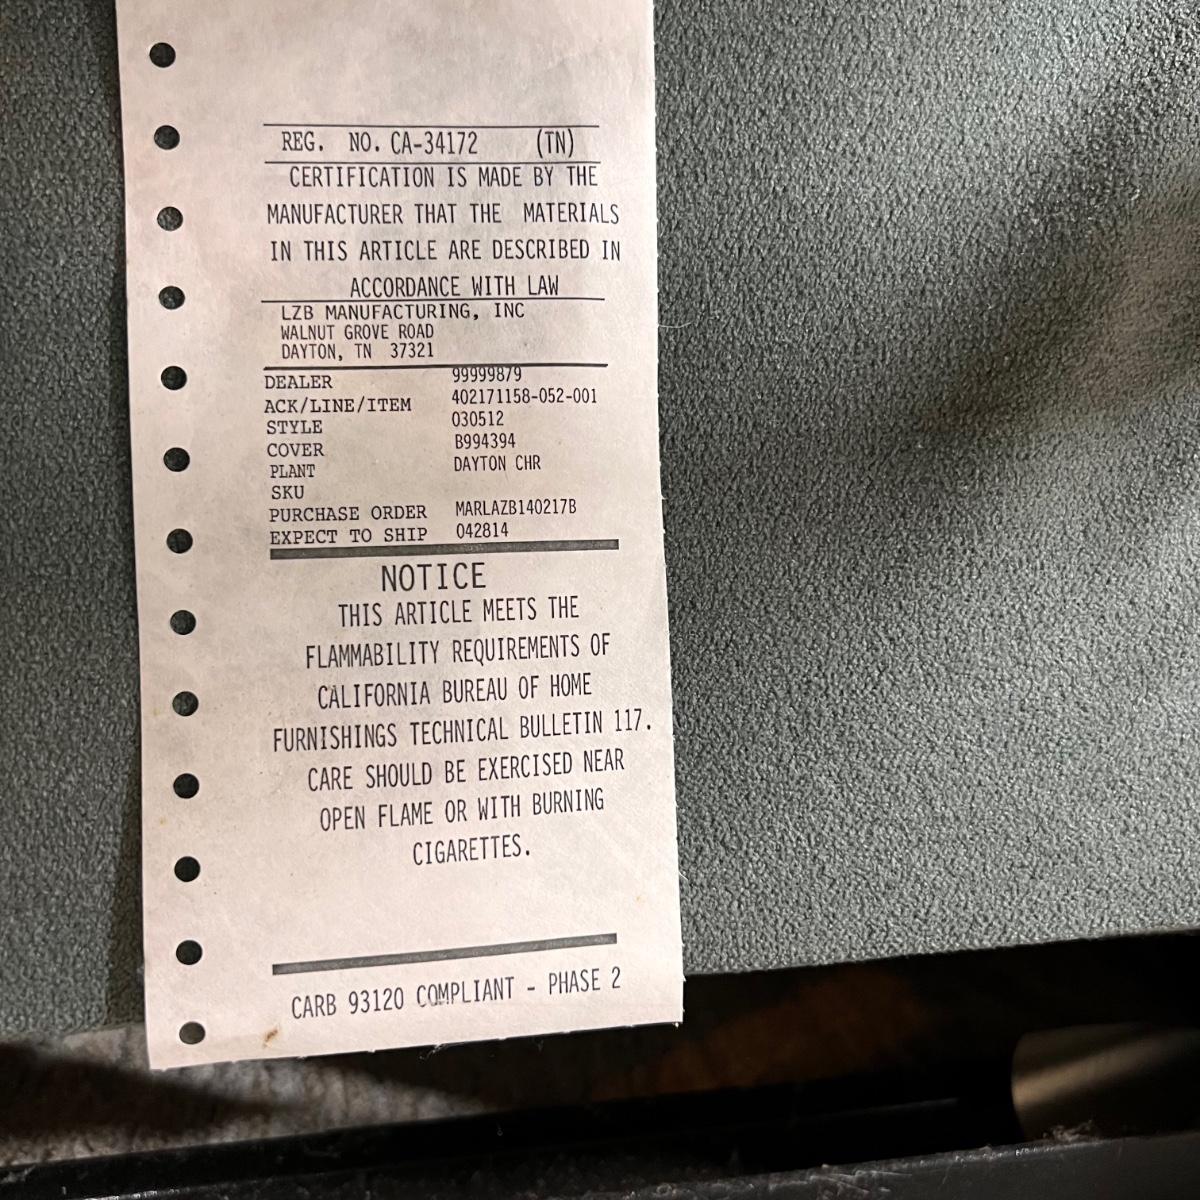 REG. NO. CA-34172 (TN)
CERTIFICATION IS MADE BY THE
MANUFACTURER THAT THE MATERIALS
IN THIS ARTICLE ARE DESCRIBED IN
ACCORDANCE WITH LAW
LZB MANUFACTURING, INC
WALNUT GROVE ROAD
DAYTON, TN 37321
DEALER 99999879
ACK/LINE/ITEM 402171158-052-001
STYLE 030512
COVER B994394
PLANT DAYTON CHR
SKU
PURCHASE ORDER MARLAZB140217B
EXPECT TO SHIP 042814
NOTICE
THIS ARTICLE MEETS THE
FLAMMABILITY REQUIREMENTS OF
CALIFORNIA BUREAU OF HOME
FURNISHINGS TECHNICAL BULLETIN 117.
CARE SHOULD BE EXERCISED NEAR
OPEN FLAME OR WITH BURNING
CIGARETTES.
CARB 93120 COMPLIANT - PHASE 2